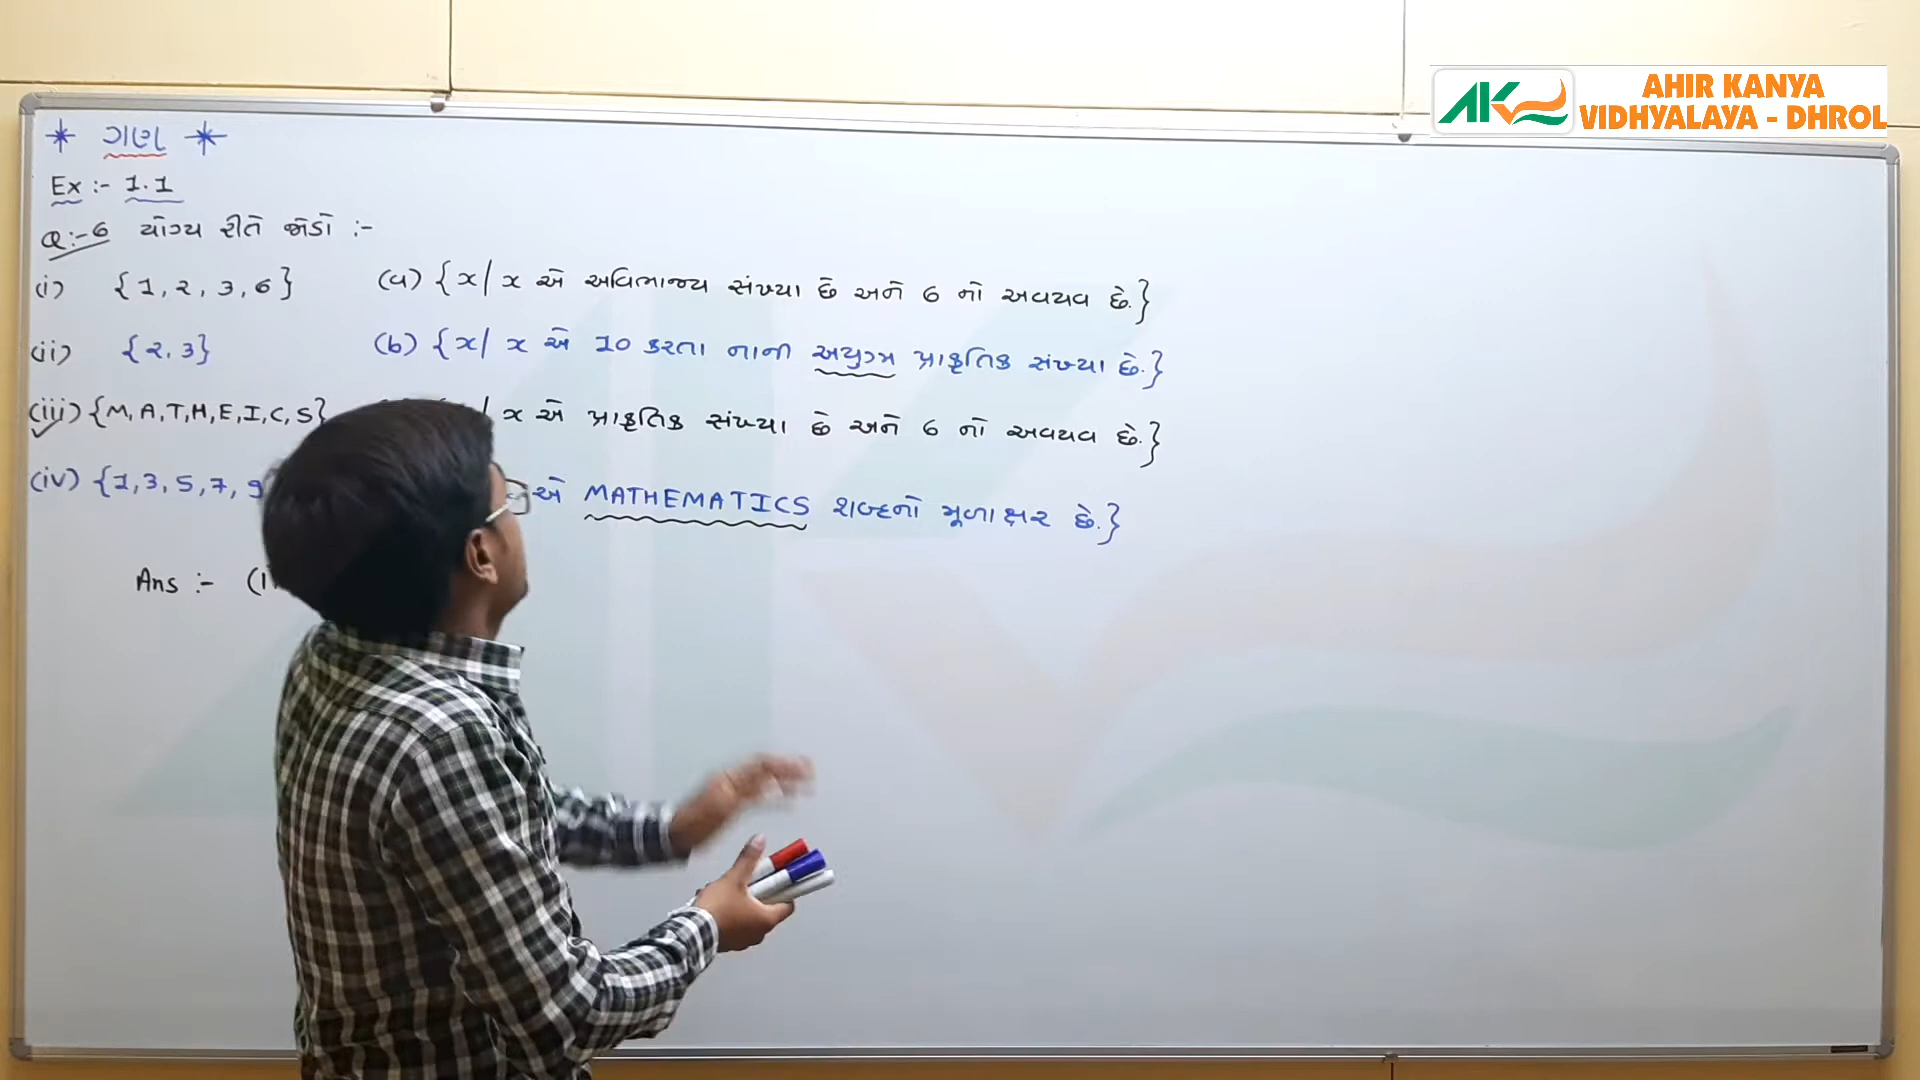 AHIR KANYA
VIDHYALAYA - DHROL
* ગણ *
Ex :- 1.1
Q:-6 યોગ્ય રીતે જોડો :-
(i) {1, 2, 3, 6} (a) {x/ x એ અવિભાજ્ય સંખ્યા છે અને 6 નો અવયવ છે.}
(ii) {2, 3} (b) {x/ x એ 10 કરતા નાની અયુગ્મ પ્રાકૃતિક સંખ્યા છે.}
(iii) {M, A, T, H, E, I, C, S} / x એ પ્રાકૃતિક સંખ્યા છે અને 6 નો અવયવ છે.}
(iv) {1, 3, 5, 7, 9 એ MATHEMATICS શબ્દનો મૂળાક્ષર છે.}
Ans :- (i